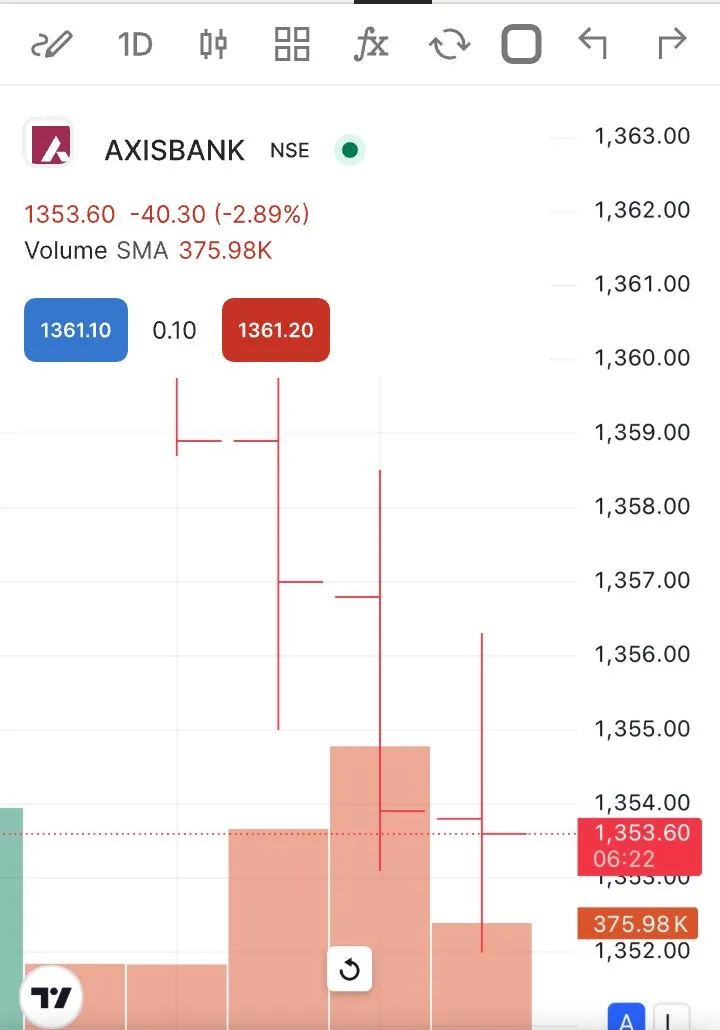 1D fx
AXISBANK NSE
1353.60 -40.30 (-2.89%)
Volume SMA 375.98K
1361.10 0.10 1361.20
1,363.00
1,362.00
1,361.00
1,360.00
1,359.00
1,358.00
1,357.00
1,356.00
1,355.00
1,354.00
1,353.60
06:22
1,353.00
375.98K
1,352.00
A L